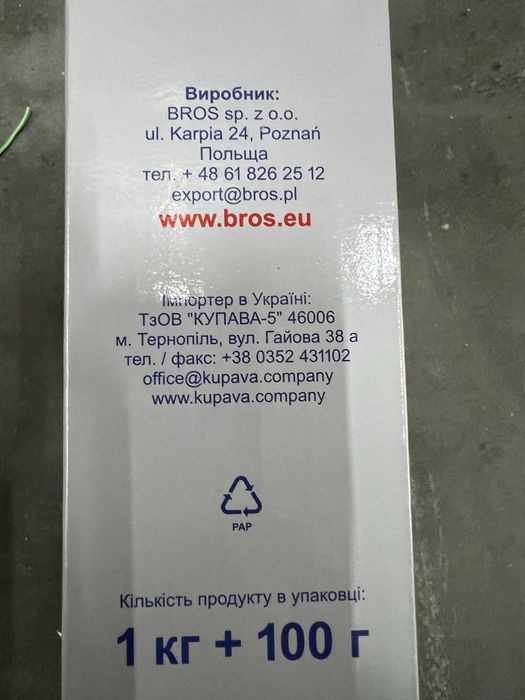 Виробник:
BROS sp. z o.o.
ul. Karpia 24, Poznań
Польща
тел. + 48 61 826 25 12
export@bros.pl
www.bros.eu
Імпортер в Україні:
ТзОВ "КУПАВА-5" 46006
м. Тернопіль, вул. Гайова 38 а
тел. / факс: +38 0352 431102
office@kupava.company
www.kupava.company
PAP
Кількість продукту в упаковці:
1 кг + 100 г